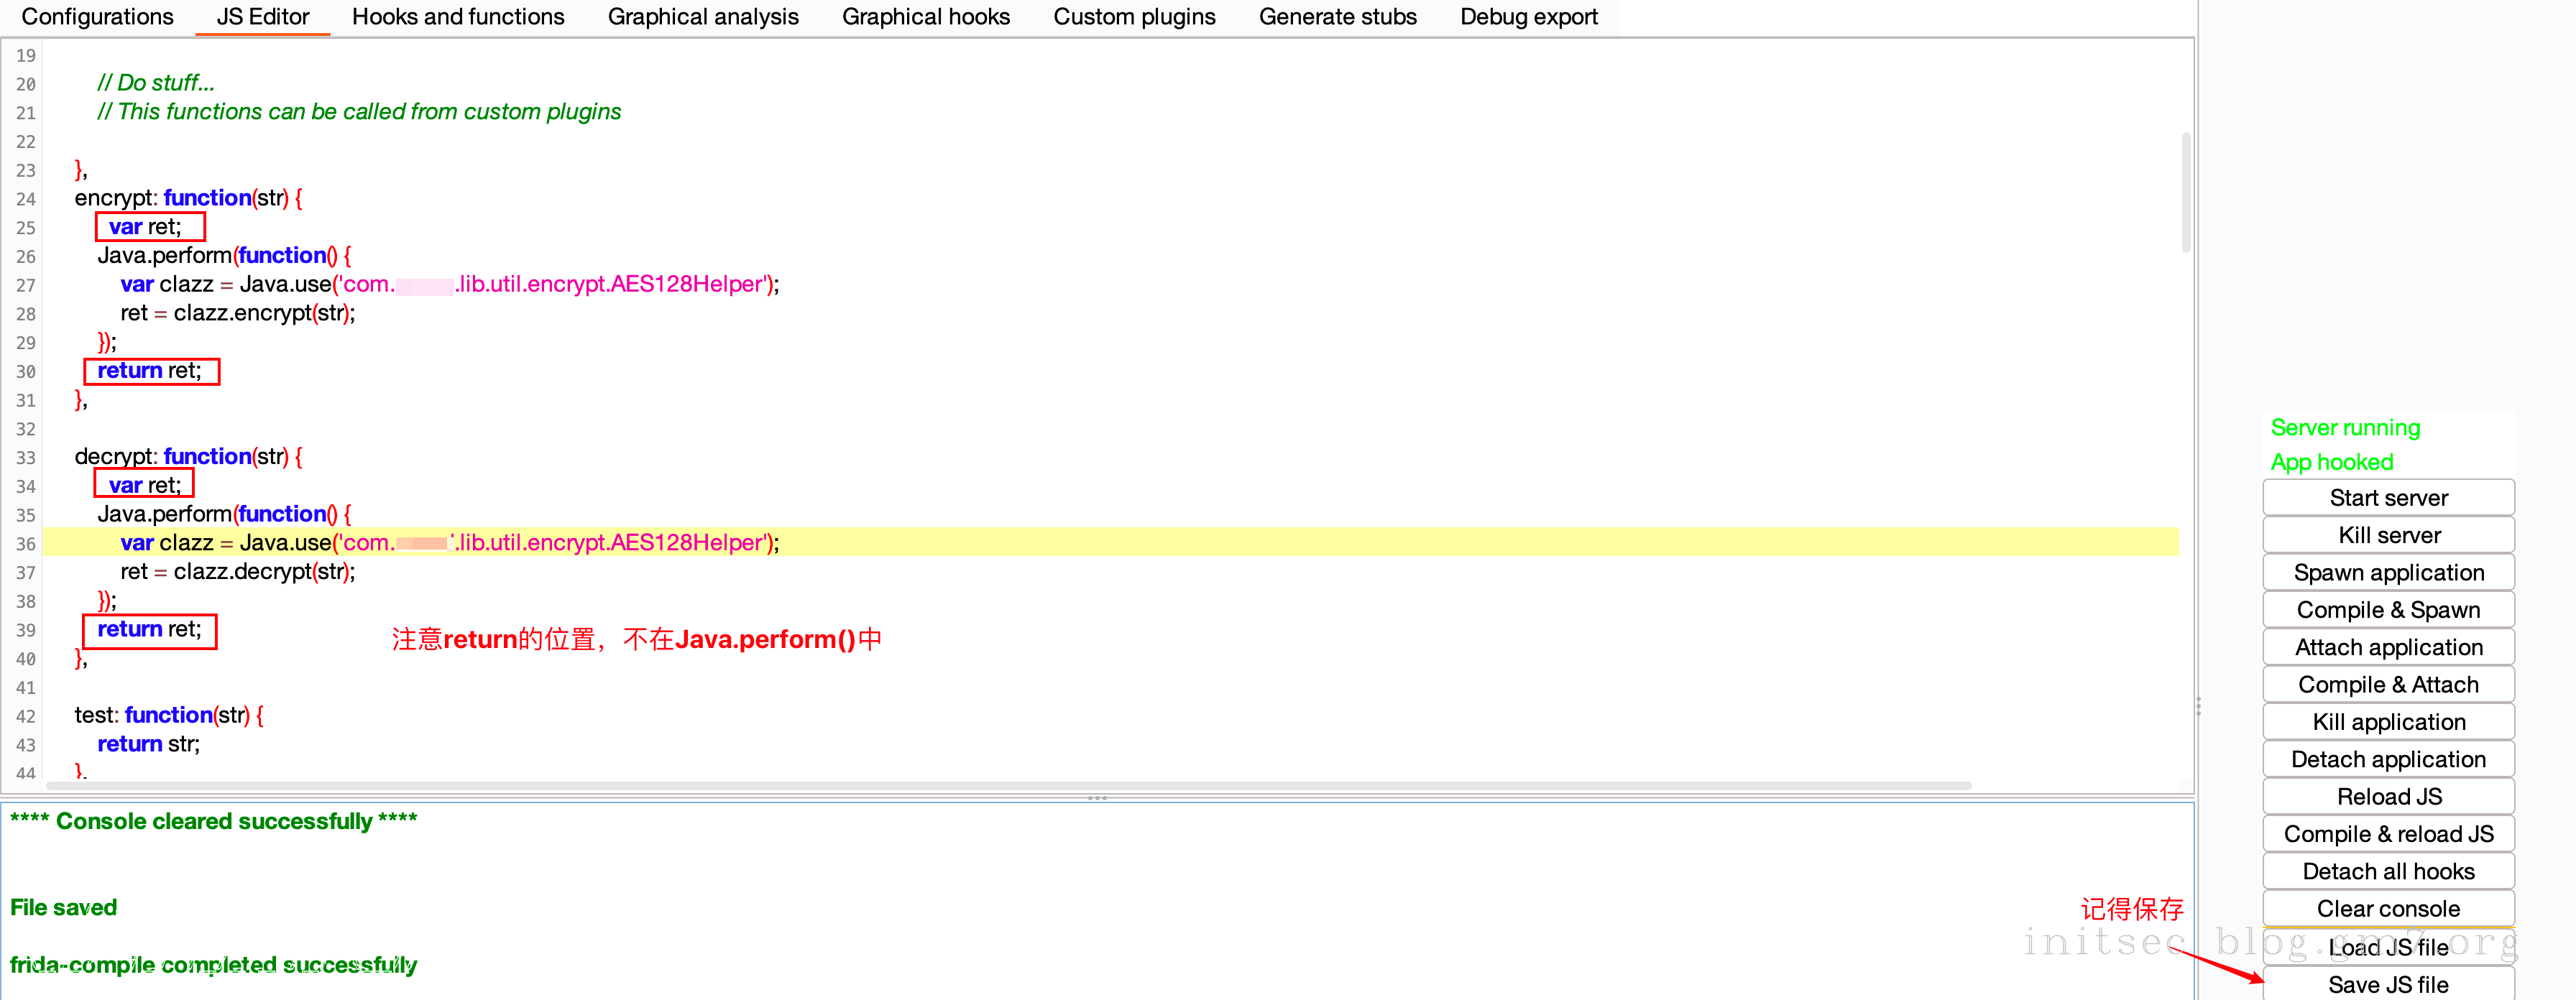 Configurations JS Editor Hooks and functions Graphical analysis Graphical hooks Custom plugins Generate stubs Debug export
19
20 // Do stuff...
21 // This functions can be called from custom plugins
22
23 },
24 encrypt: function(str) {
25 var ret;
26 Java.perform(function() {
27 var clazz = Java.use('com. .lib.util.encrypt.AES128Helper');
28 ret = clazz.encrypt(str);
29 });
30 return ret;
31 },
32
33 decrypt: function(str) {
34 var ret;
35 Java.perform(function() {
36 var clazz = Java.use('com. .lib.util.encrypt.AES128Helper');
37 ret = clazz.decrypt(str);
38 });
39 return ret;
注意return的位置，不在Java.perform()中
40 },
41
42 test: function(str) {
43 return str;
44 },
**** Console cleared successfully ****
File saved
frida-compile completed successfully
Server running
App hooked
Start server
Kill server
Spawn application
Compile & Spawn
Attach application
Compile & Attach
Kill application
Detach application
Reload JS
Compile & reload JS
Detach all hooks
Clear console
记得保存
initsec blog.gm7.org
Load JS file
Save JS file